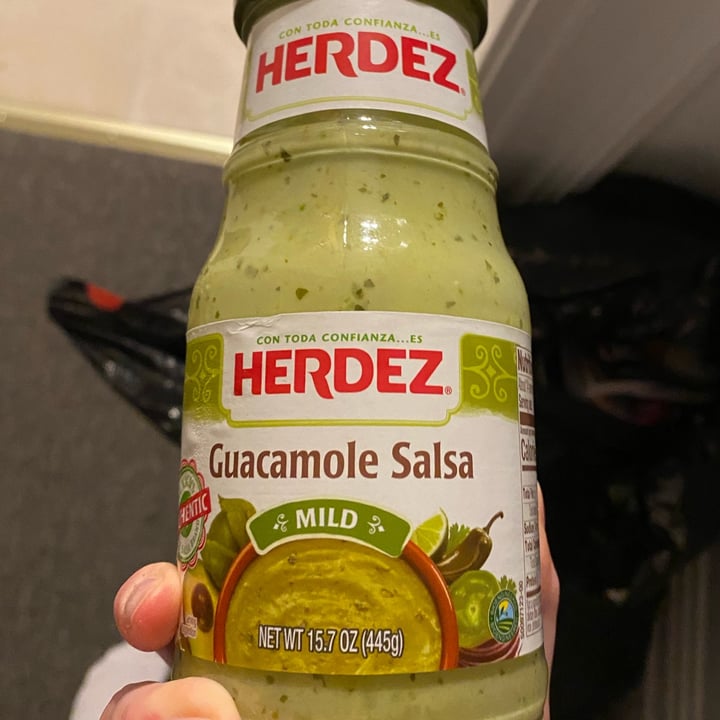 CON TODA CONFIANZA...ES
HERDEZ®
CON TODA CONFIANZA...ES
HERDEZ®
Guacamole Salsa
MILD
NET WT 15.7 OZ (445g)